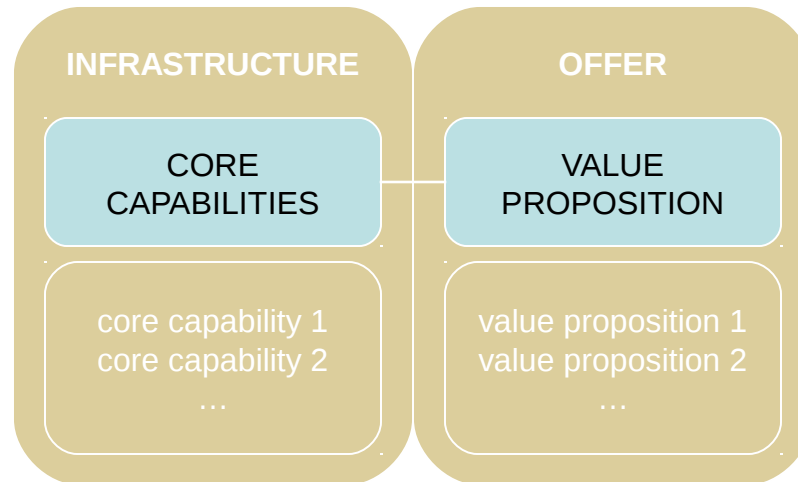 INFRASTRUCTURE
CORE
CAPABILITIES
core capability 1
core capability 2
…
OFFER
VALUE
PROPOSITION
value proposition 1
value proposition 2
…